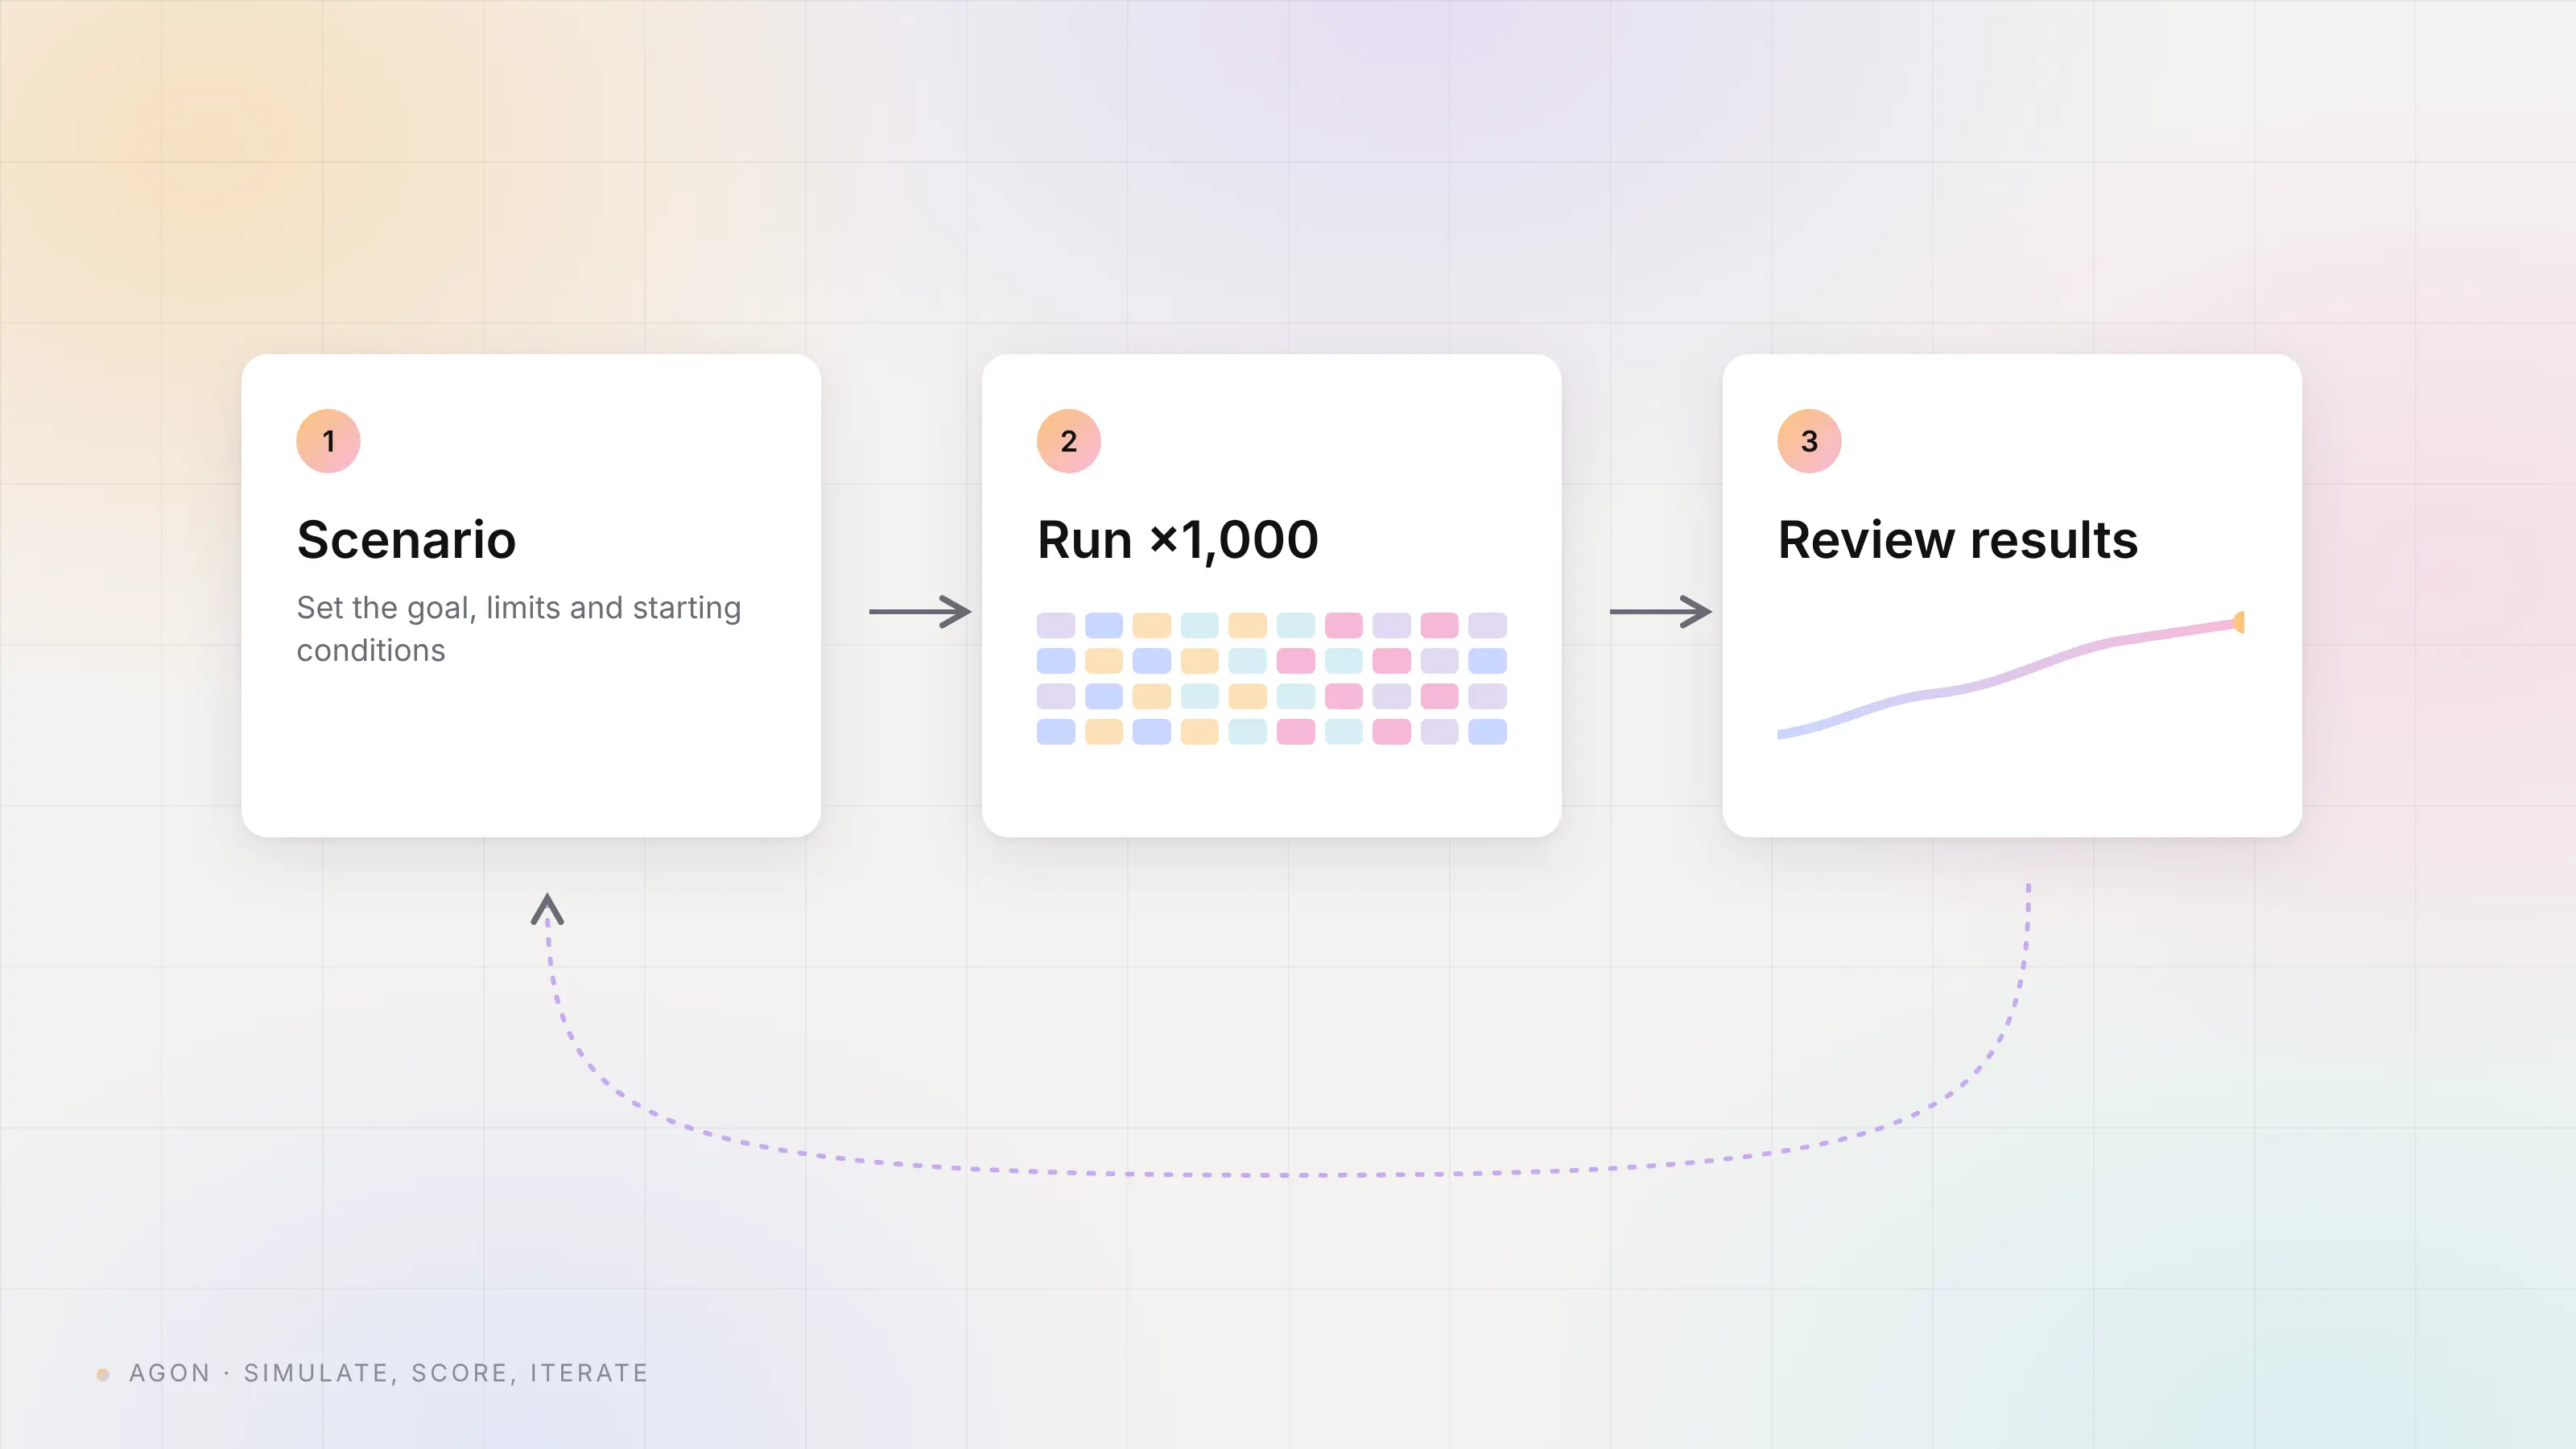 1
Scenario
Set the goal, limits and starting
conditions
2
Run ×1,000
3
Review results
AGON · SIMULATE, SCORE, ITERATE